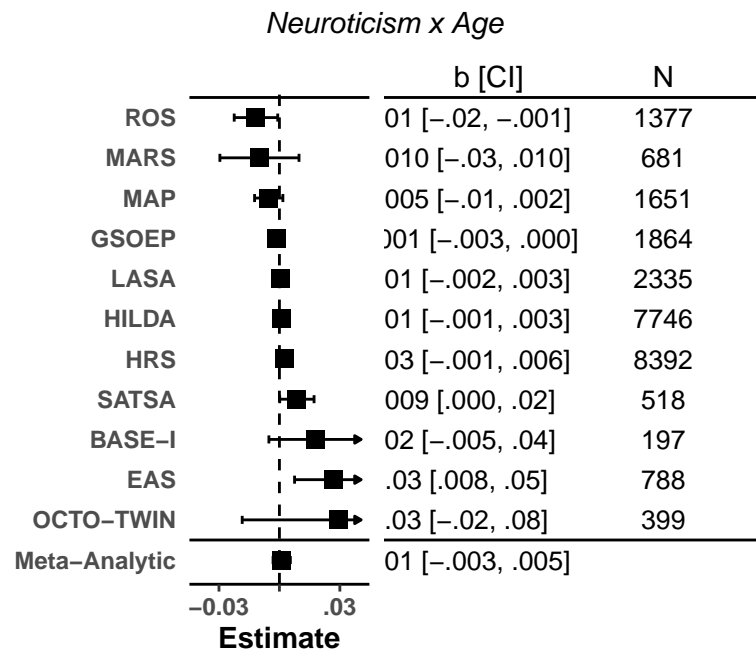 Neuroticism x Age
b [CI] N
ROS 01 [−.02, −.001] 1377
MARS 010 [−.03, .010] 681
MAP 005 [−.01, .002] 1651
GSOEP 001 [−.003, .000] 1864
LASA 01 [−.002, .003] 2335
HILDA 01 [−.001, .003] 7746
HRS 03 [−.001, .006] 8392
SATSA 009 [.000, .02] 518
BASE−I 02 [−.005, .04] 197
EAS .03 [.008, .05] 788
OCTO−TWIN .03 [−.02, .08] 399
Meta−Analytic 01 [−.003, .005]
−0.03 .03
Estimate